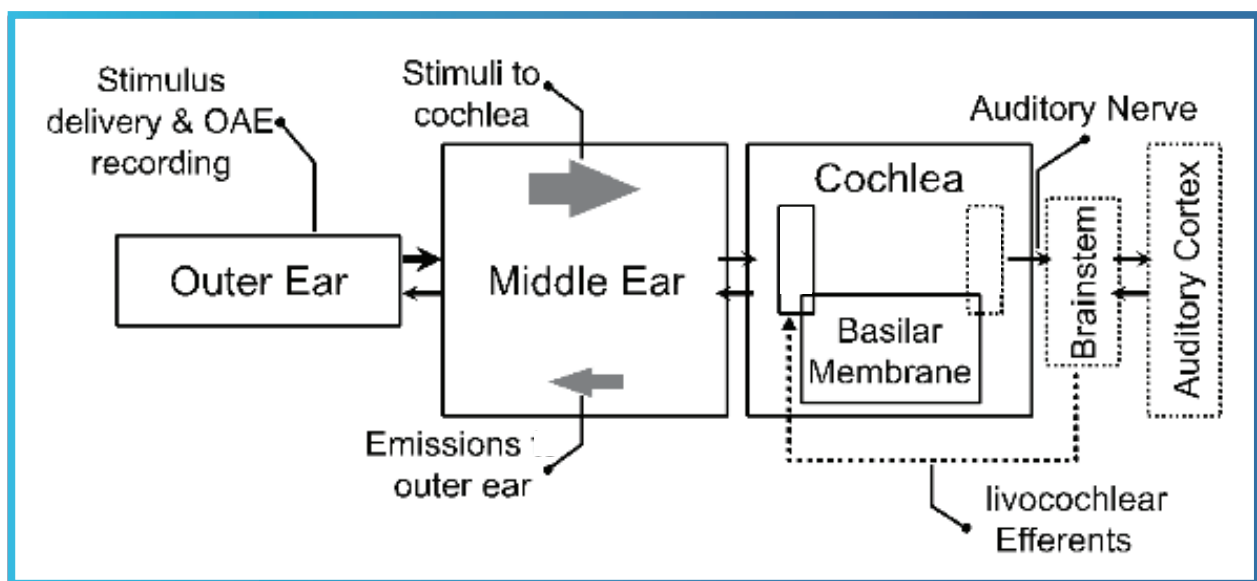 Stimulus
delivery & OAE
recording
Stimuli to
cochlea
Auditory Nerve
Outer Ear
Middle Ear
Cochlea
Basilar
Membrane
Brainstem
Auditory Cortex
Emissions
outer ear
livocochlear
Efferents